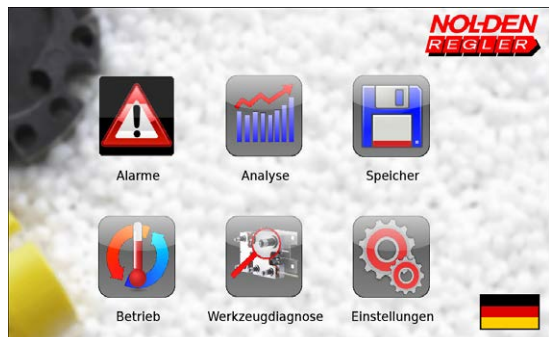 NOLDEN
REGLER
Alarme
Analyse
Speicher
Betrieb
Werkzeugdiagnose
Einstellungen